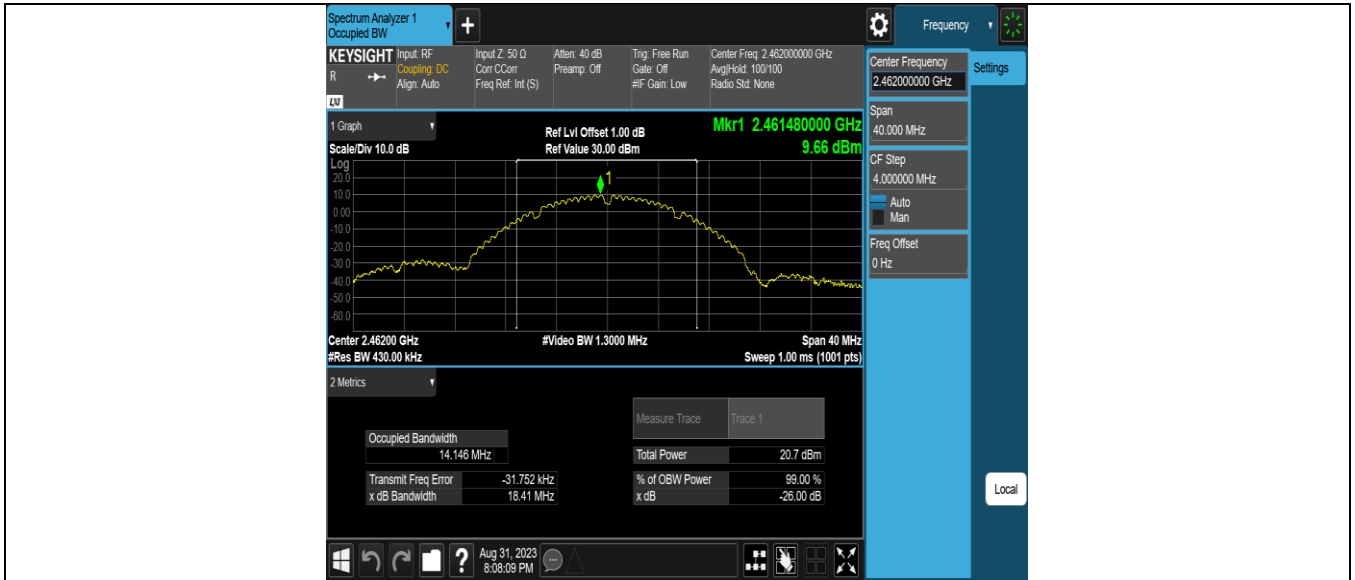 Spectrum Analyzer 1
Occupied BW
Frequency
KEYSIGHT
R
LXI
Input: RF
Coupling: DC
Align: Auto
Input Z: 50 Ω
Corr CCorr
Freq Ref: Int (S)
Atten: 40 dB
Preamp: Off
Trig: Free Run
Gate: Off
#IF Gain: Low
Center Freq: 2.462000000 GHz
Avg|Hold: 100/100
Radio Std: None
Center Frequency
2.462000000 GHz
Settings
Span
40.000 MHz
CF Step
4.000000 MHz
Auto
Man
Freq Offset
0 Hz
Local
1 Graph
Scale/Div 10.0 dB
Ref Lvl Offset 1.00 dB
Ref Value 30.00 dBm
Mkr1 2.461480000 GHz
9.66 dBm
Log
20.0
10.0
0.00
-10.0
-20.0
-30.0
-40.0
-50.0
-60.0
1
Center 2.46200 GHz
#Video BW 1.3000 MHz
Span 40 MHz
#Res BW 430.00 kHz
Sweep 1.00 ms (1001 pts)
2 Metrics
Measure Trace
Trace 1
Occupied Bandwidth
14.146 MHz
Total Power
20.7 dBm
Transmit Freq Error
-31.752 kHz
% of OBW Power
99.00 %
x dB Bandwidth
18.41 MHz
x dB
-26.00 dB
?
Aug 31, 2023
8:08:09 PM